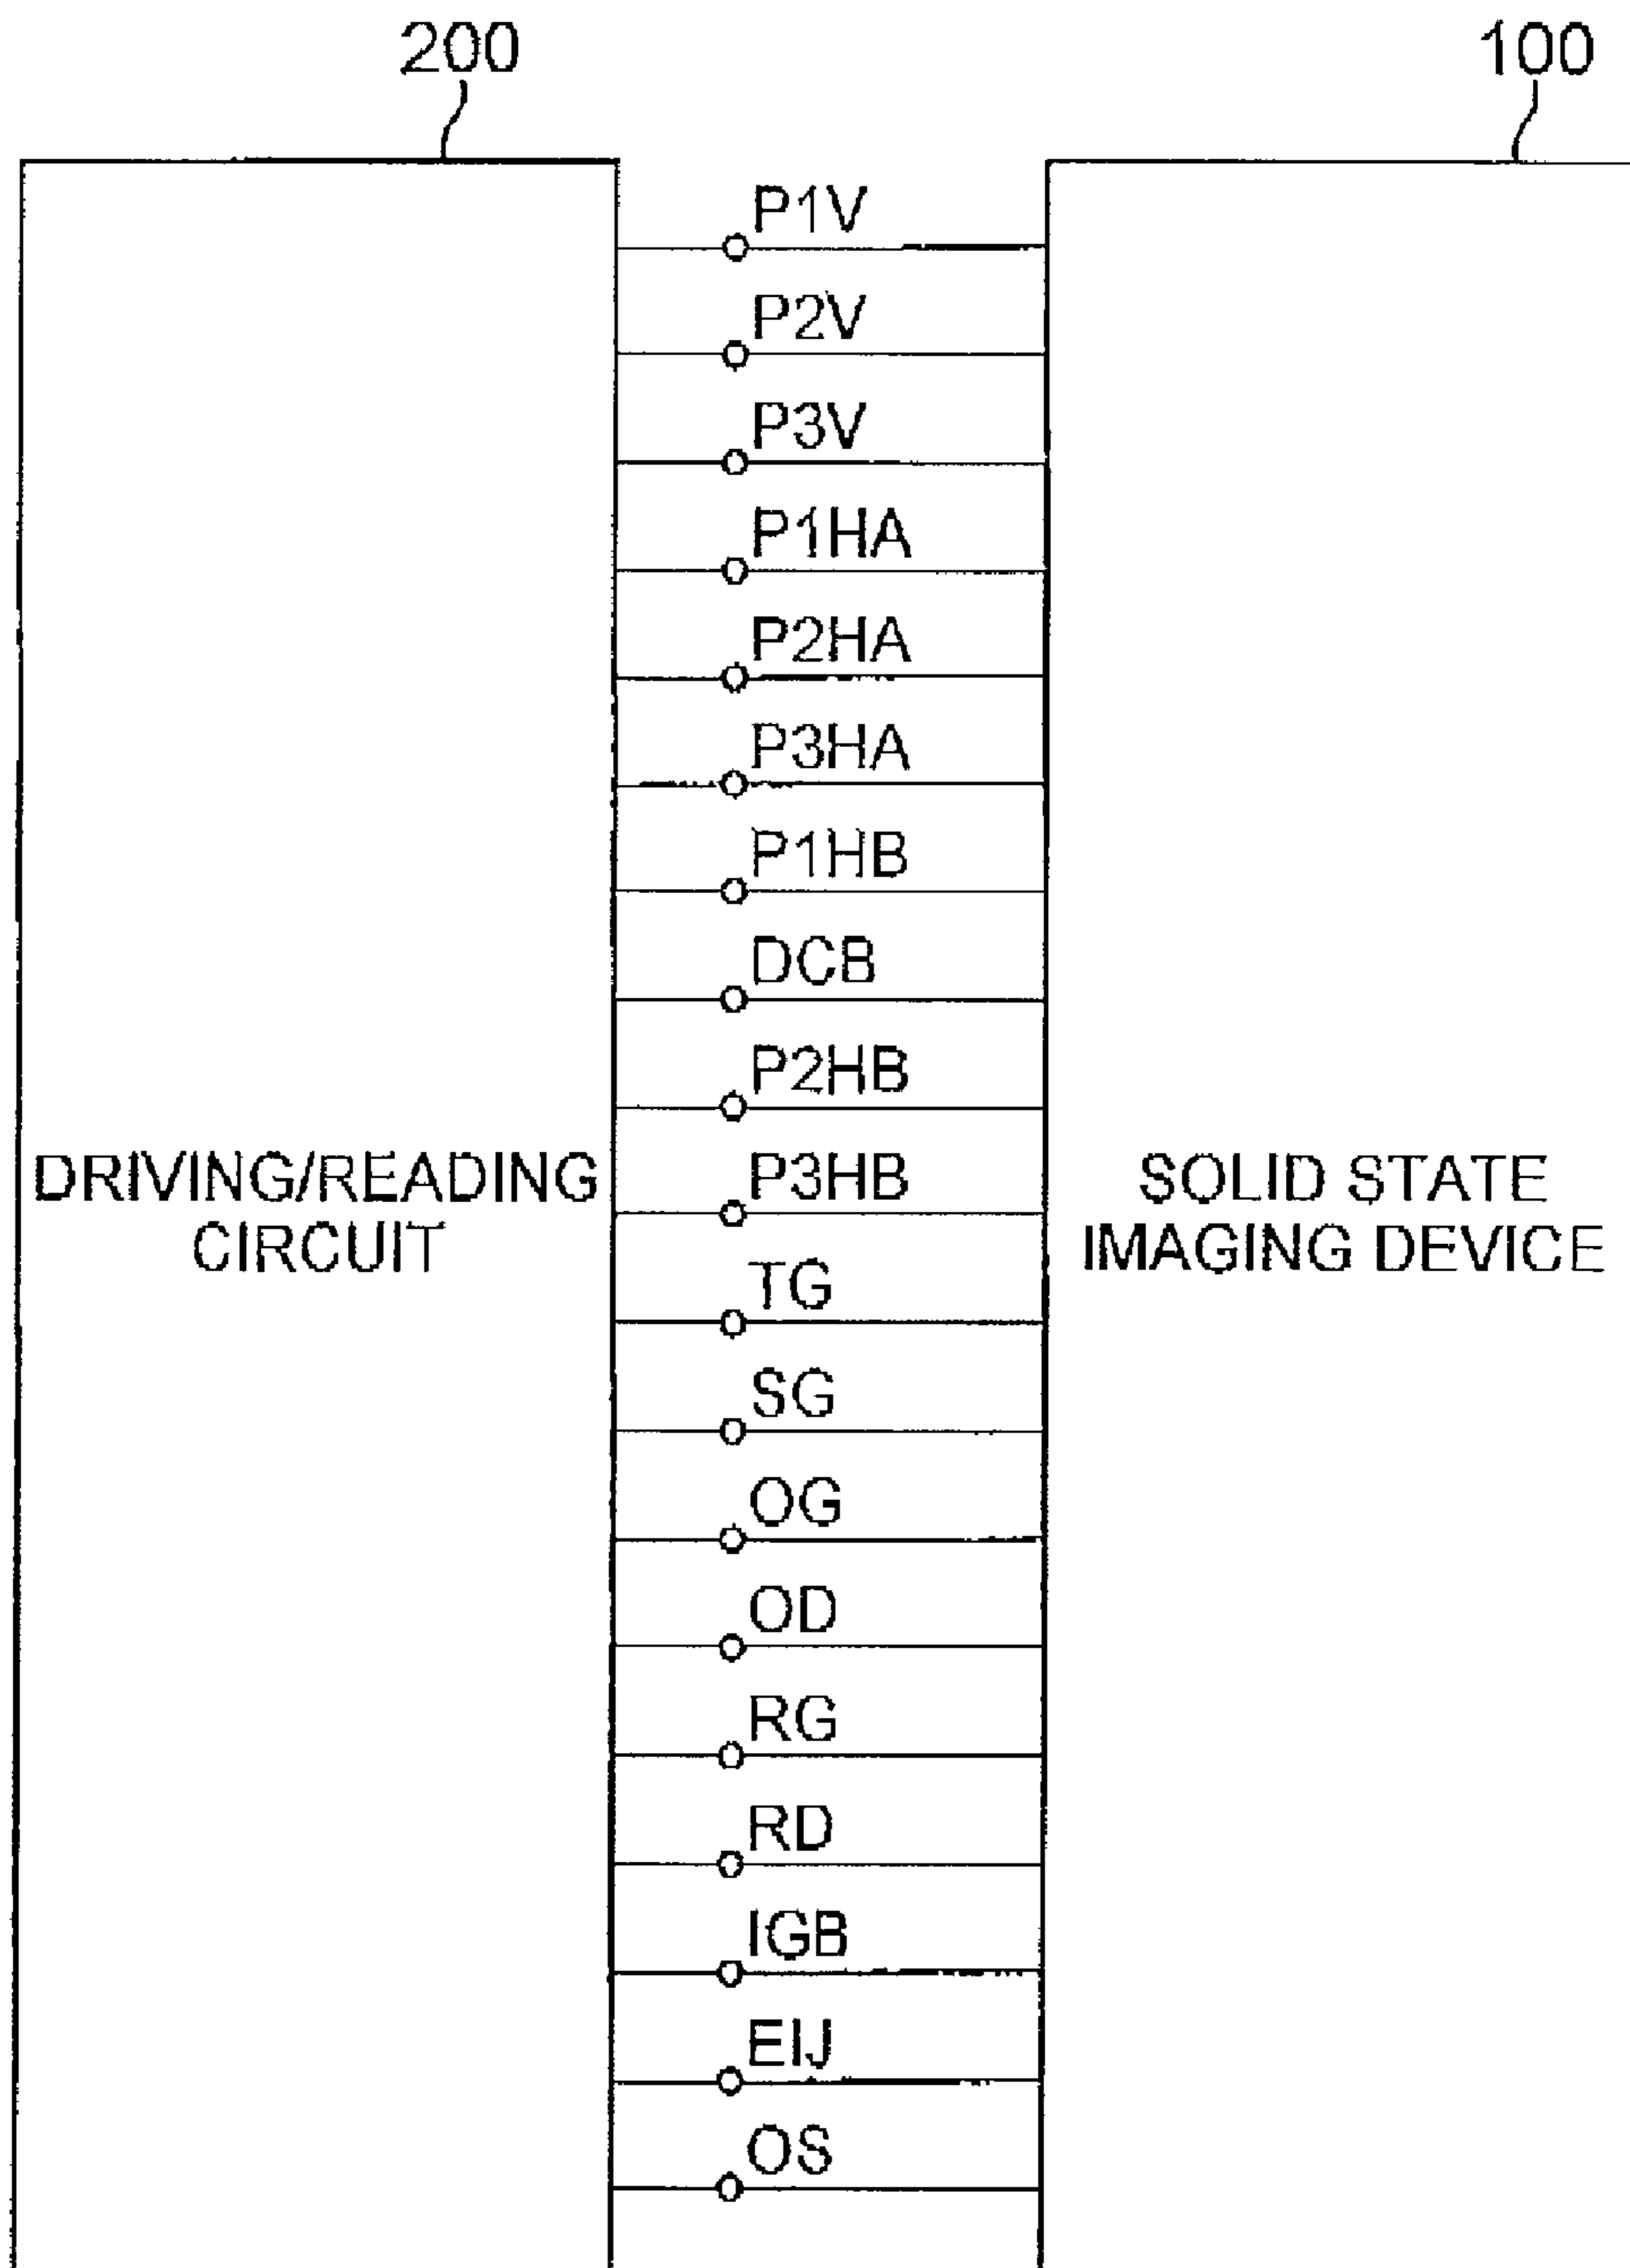 200
100
P1V
P2V
P3V
P1HA
P2HA
P3HA
P1HB
DCB
P2HB
P3HB
DRIVING/READING
CIRCUIT
SOLID STATE
IMAGING DEVICE
TG
SG
OG
OD
RG
RD
IGB
EIJ
OS